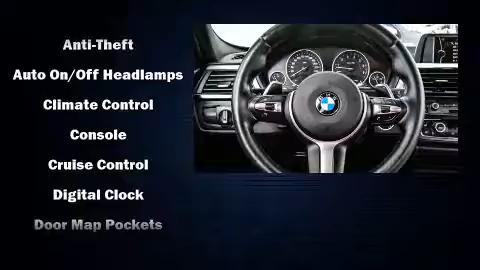 Anti-Theft
Auto On/Off Headlamps
Climate Control
Console
Cruise Control
Digital Clock
Door Map Pockets